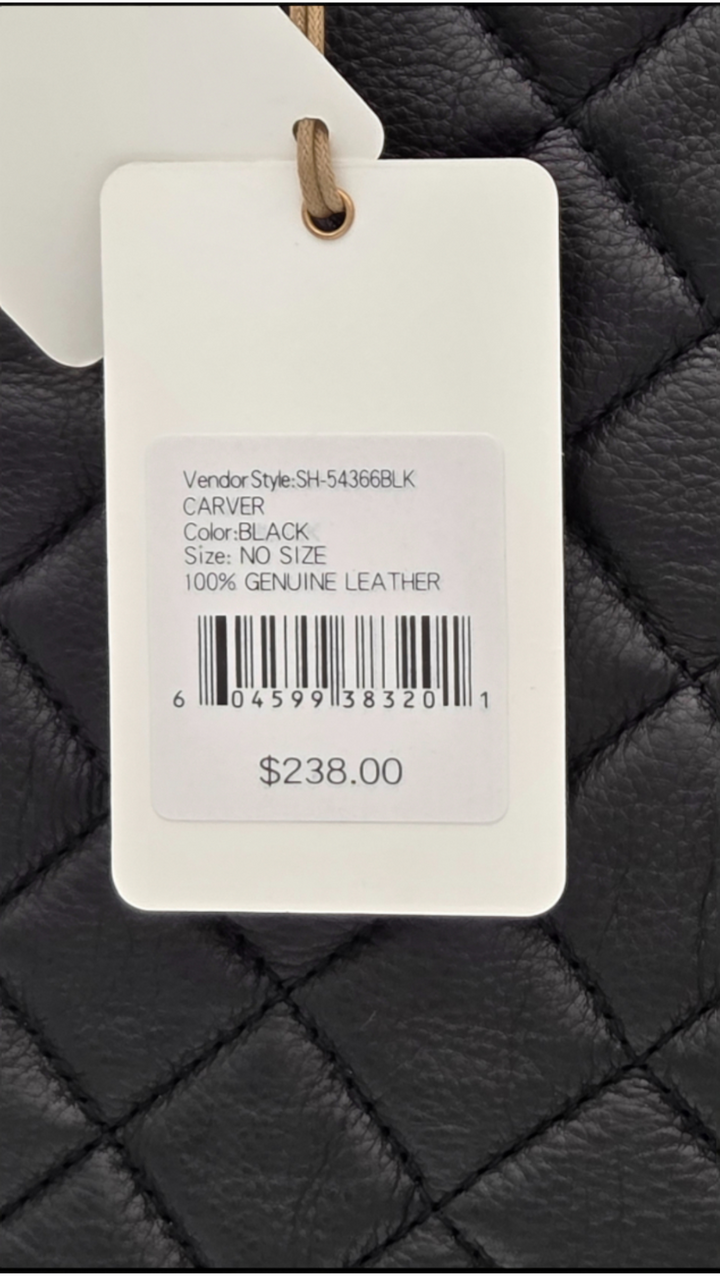 Vendor Style:SH-54366BLK
CARVER
Color:BLACK
Size: NO SIZE
100% GENUINE LEATHER
6 04599 38320 1
$238.00